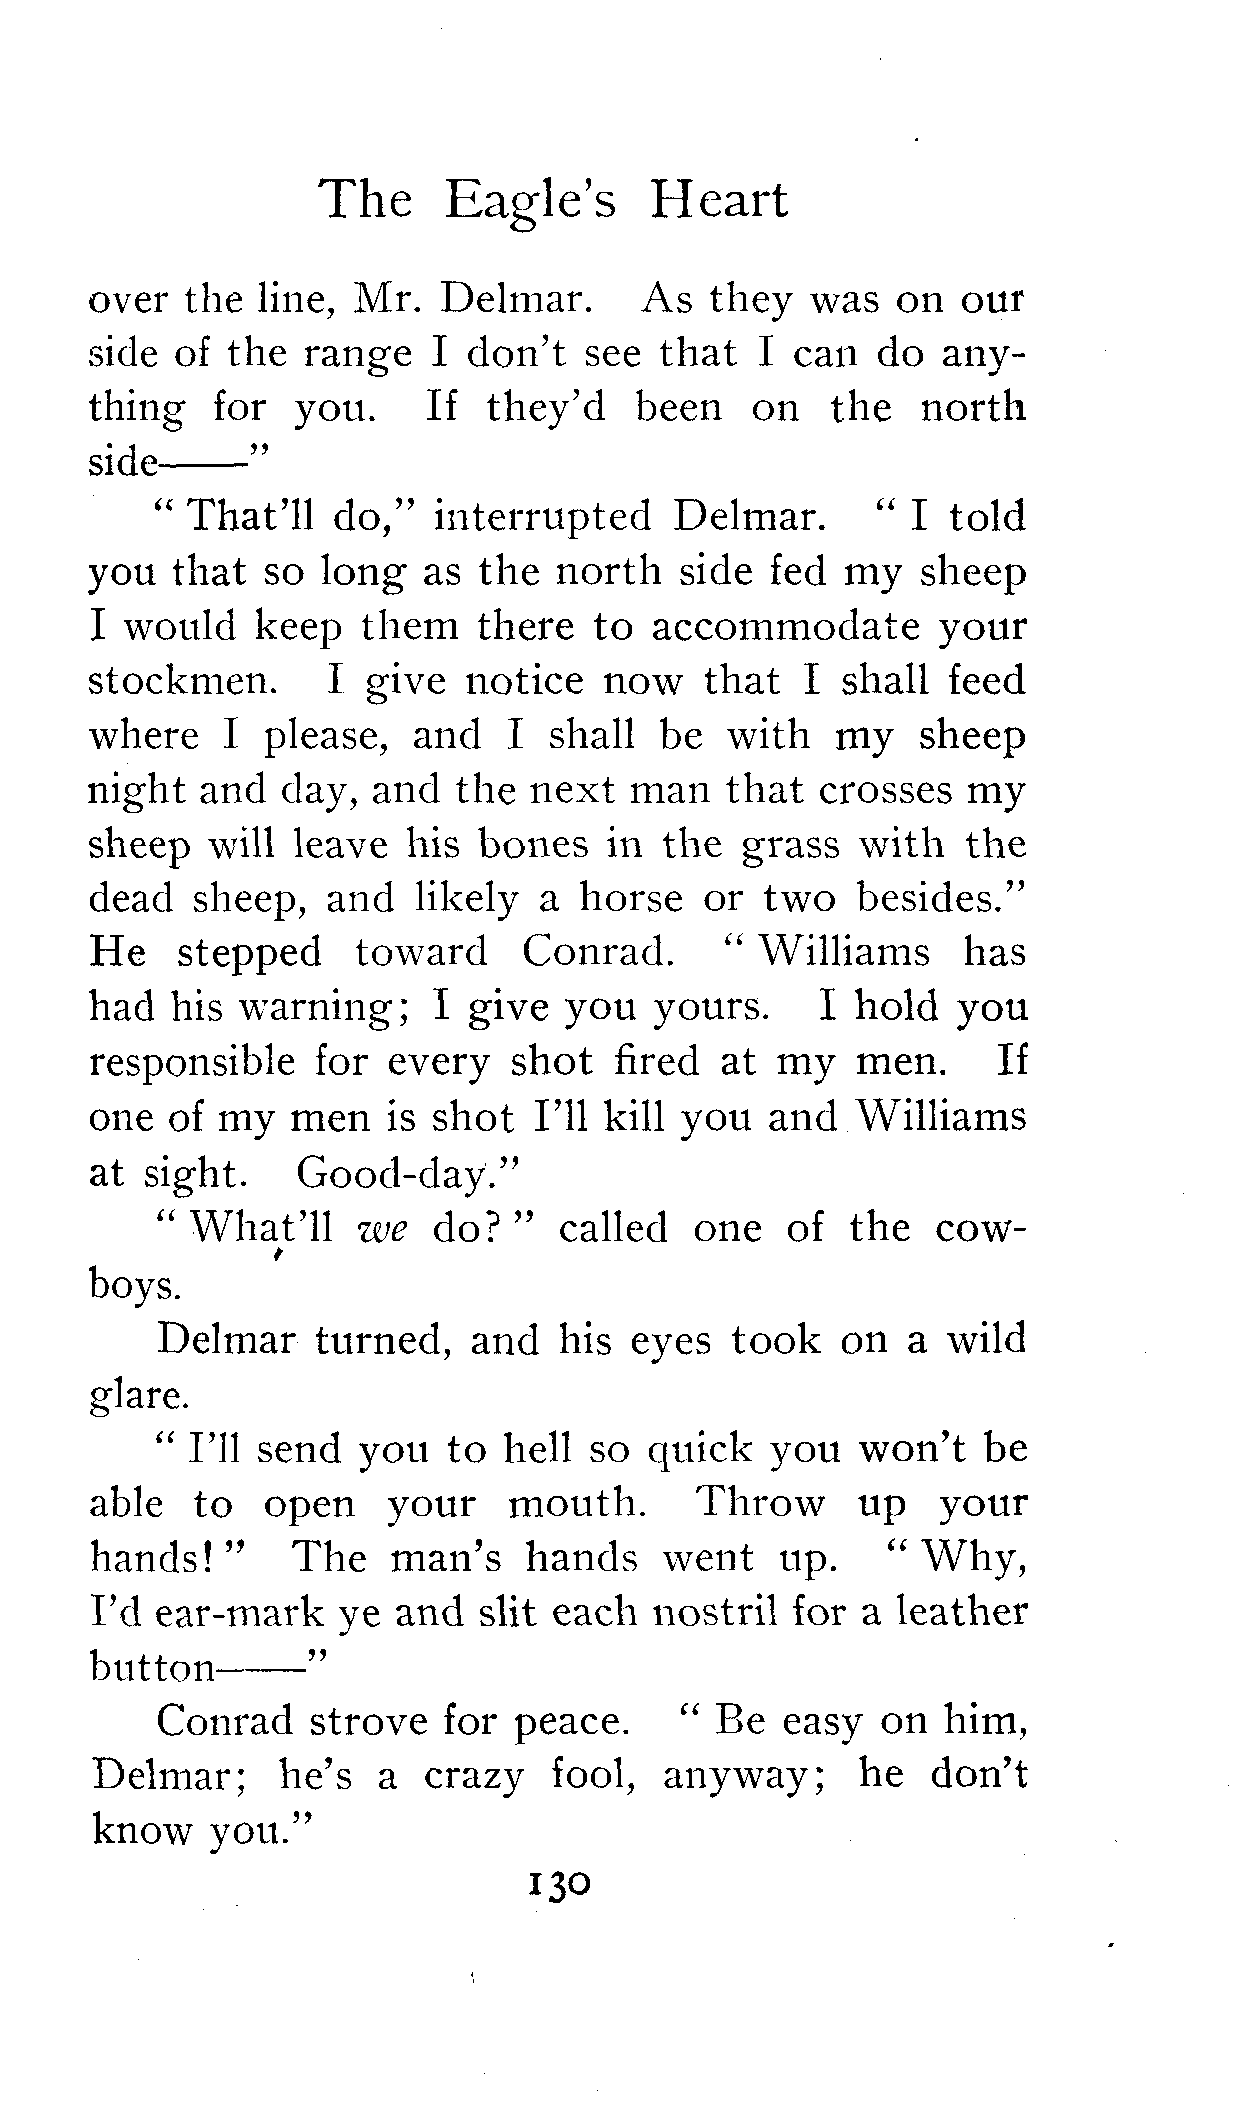 The Eagle's Heart
over the line, Mr. Delmar. As they was on our
side of the range I don't see that I can do any-
thing for you. If they'd been on the north
side——"
" That'll do," interrupted Delmar. " I told
you that so long as the north side fed my sheep
I would keep them there to accommodate your
stockmen. I give notice now that I shall feed
where I please, and I shall be with my sheep
night and day, and the next man that crosses my
sheep will leave his bones in the grass with the
dead sheep, and likely a horse or two besides."
He stepped toward Conrad. " Williams has
had his warning; I give you yours. I hold you
responsible for every shot fired at my men. If
one of my men is shot I'll kill you and Williams
at sight. Good-day."
" What'll we do? " called one of the cow-
boys.
Delmar turned, and his eyes took on a wild
glare.
" I'll send you to hell so quick you won't be
able to open your mouth. Throw up your
hands! " The man's hands went up. " Why,
I'd ear-mark ye and slit each nostril for a leather
button——"
Conrad strove for peace. " Be easy on him,
Delmar; he's a crazy fool, anyway; he don't
know you."
130